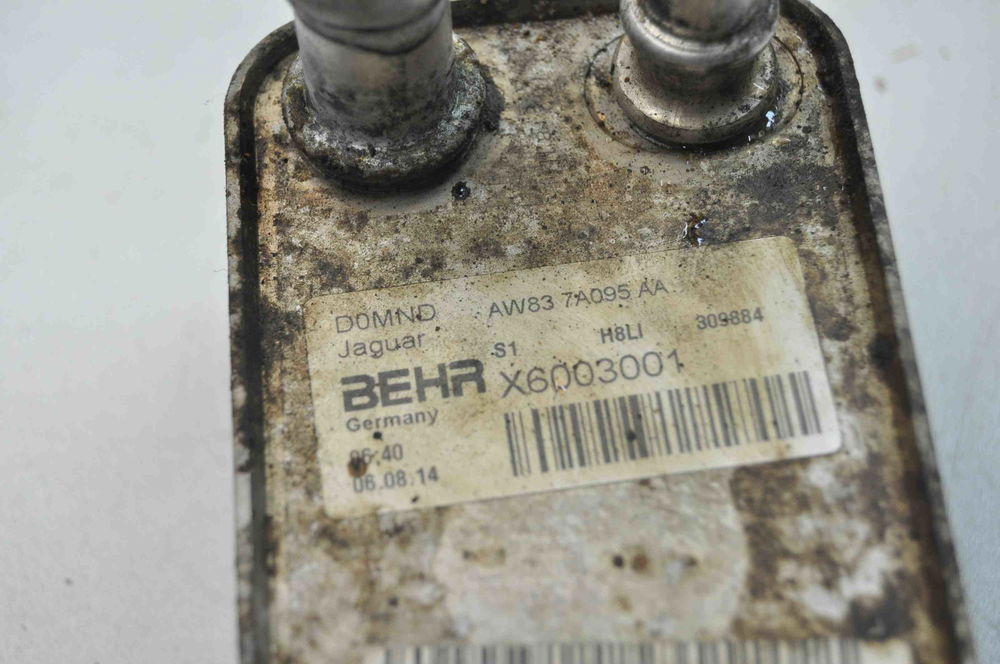 D0MND AW83 7A095 AA
Jaguar S1 H8LI 309884
BEHR X6003001
Germany
06:40
06.08.14